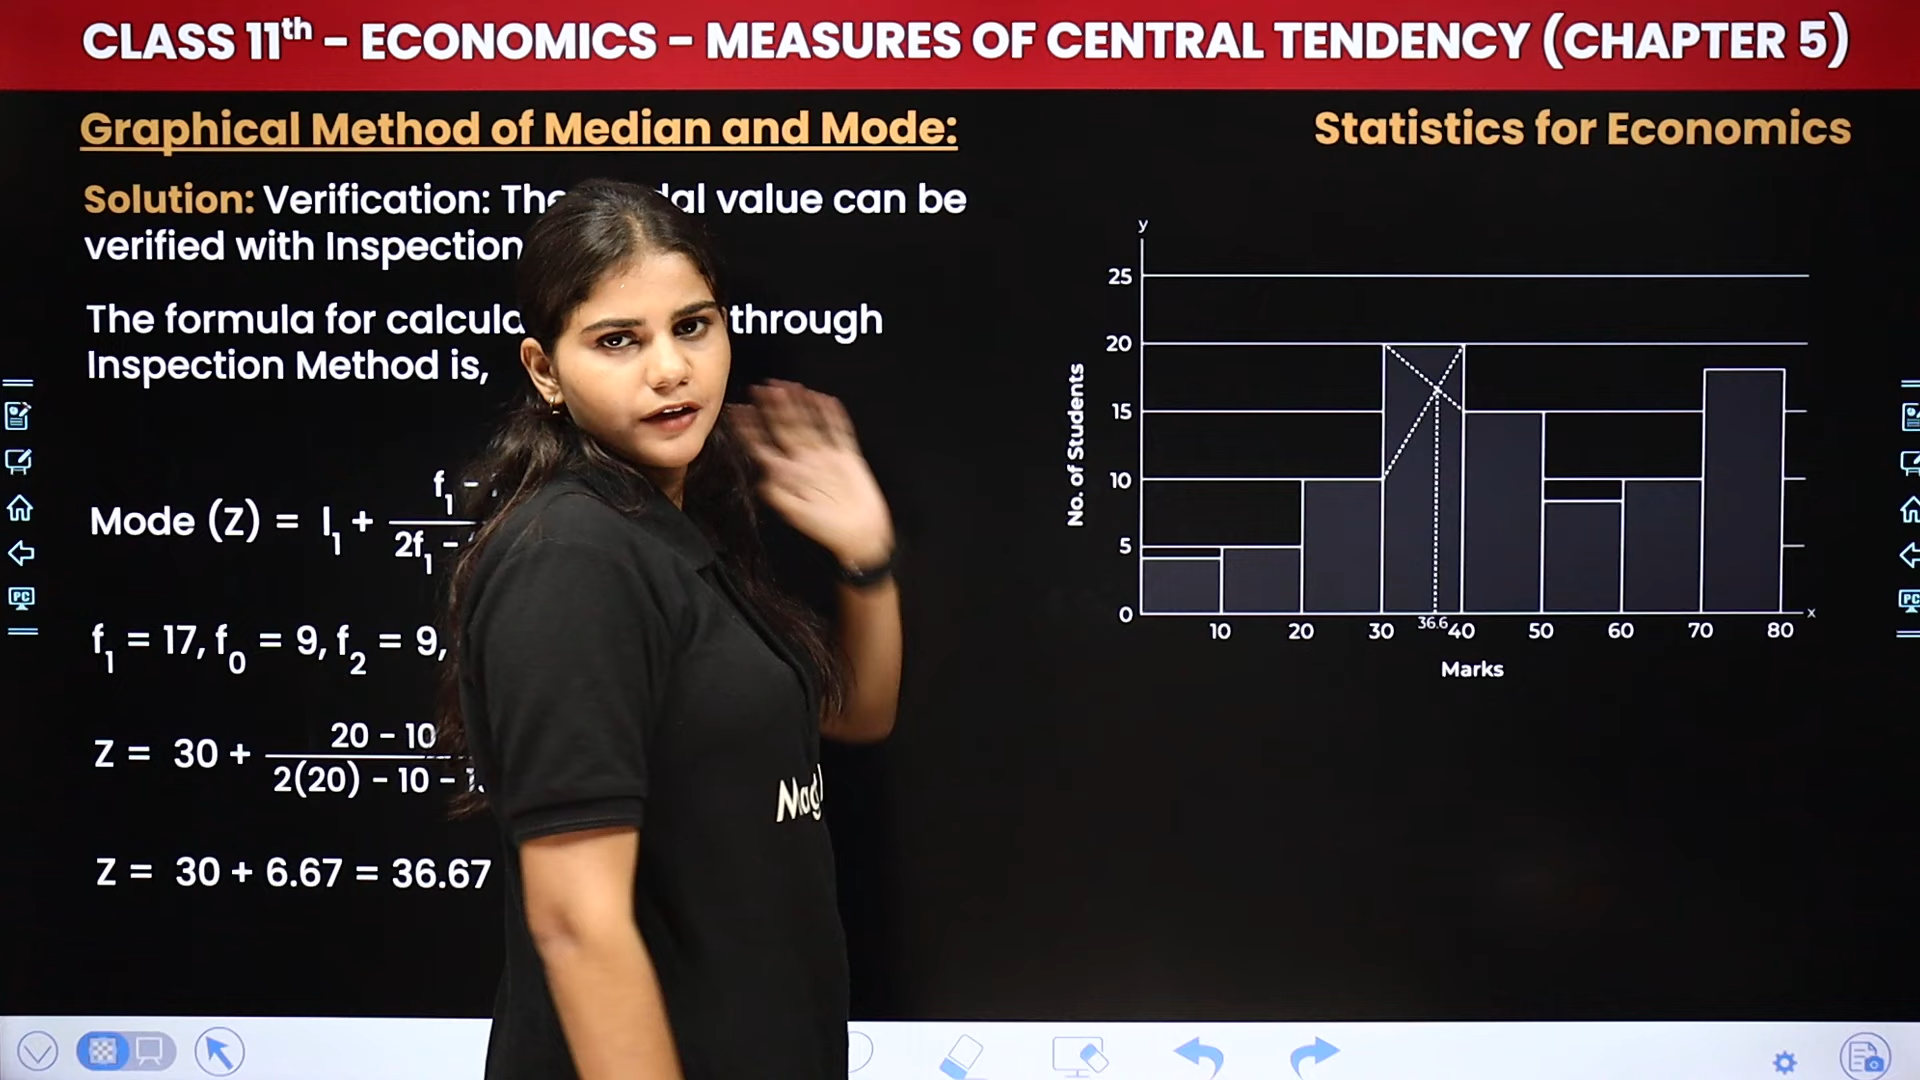 CLASS 11th - ECONOMICS - MEASURES OF CENTRAL TENDENCY (CHAPTER 5)
Graphical Method of Median and Mode:
Statistics for Economics
Solution: Verification: The value can be
verified with Inspection
The formula for through
Inspection Method is,
Mode (Z) = l1 +
f1 -
2f1 -
f1 = 17, f0 = 9, f2 = 9,
Z = 30 +
20 - 10
2(20) - 10 -
Z = 30 + 6.67 = 36.67
y
25
20
15
10
5
0
No. of Students
10 20 30 36.6 40 50 60 70 80
x
Marks
PC
PC